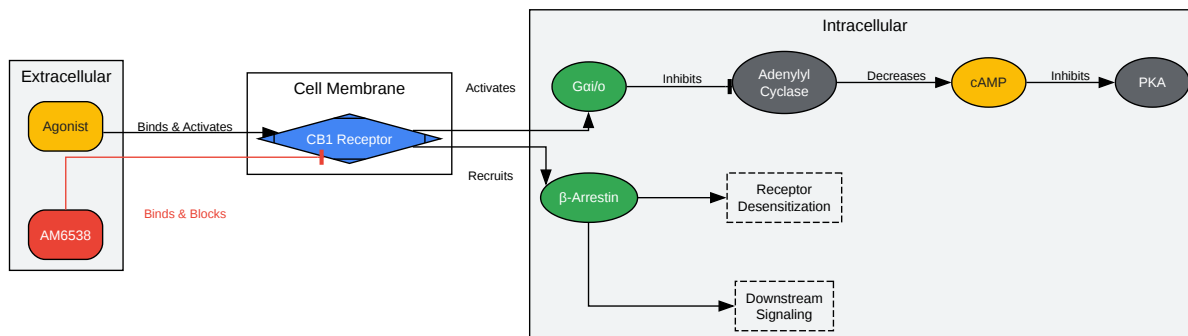 Intracellular
Extracellular
Cell Membrane
Agonist
Binds & Activates
CB1 Receptor
Activates
Gαi/o
Inhibits
Adenylyl
Cyclase
Decreases
cAMP
Inhibits
PKA
Recruits
β-Arrestin
Receptor
Desensitization
Binds & Blocks
AM6538
Downstream
Signaling